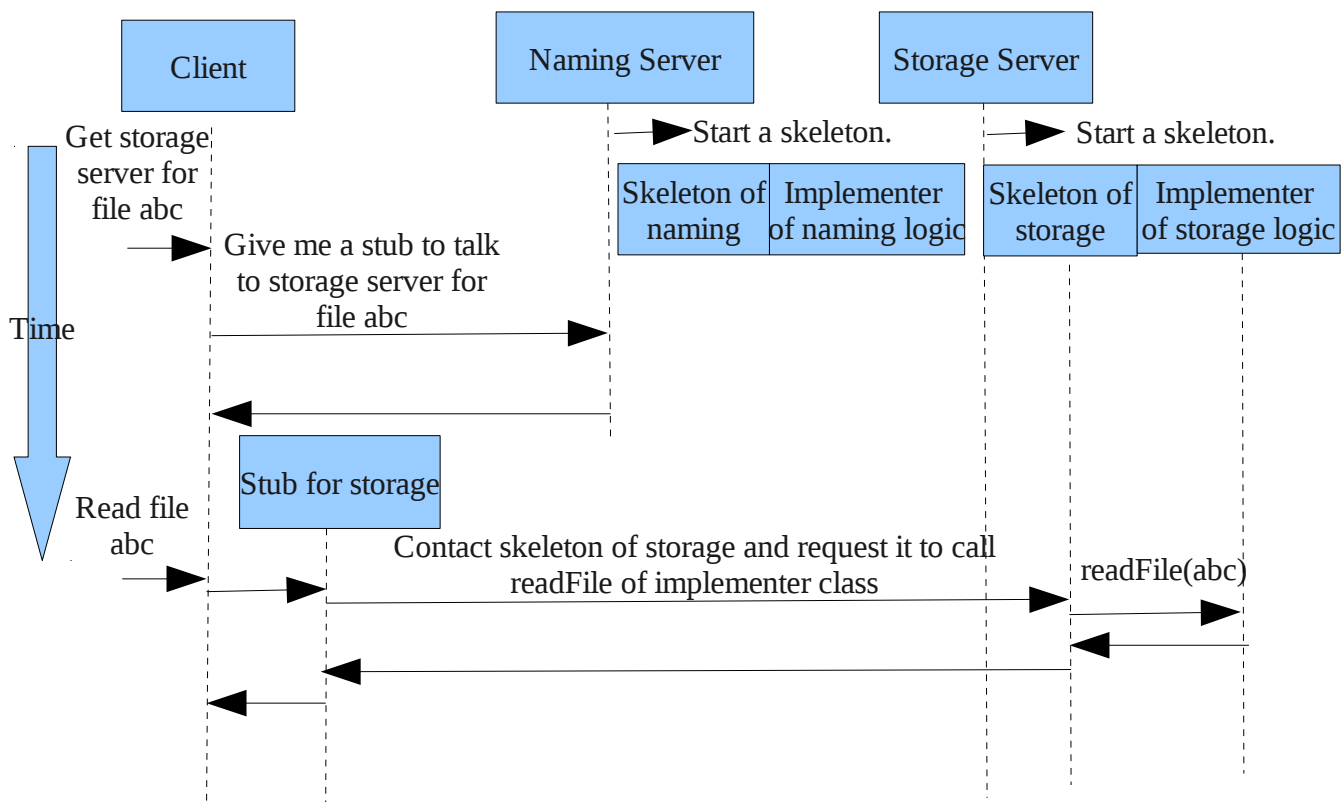 Client
Naming Server
Storage Server
Get storage
server for
file abc
Start a skeleton.
Start a skeleton.
Skeleton of
naming
Implementer
of naming logic
Skeleton of
storage
Implementer
of storage logic
Give me a stub to talk
to storage server for
file abc
Time
Stub for storage
Read file
abc
Contact skeleton of storage and request it to call
readFile of implementer class
readFile(abc)